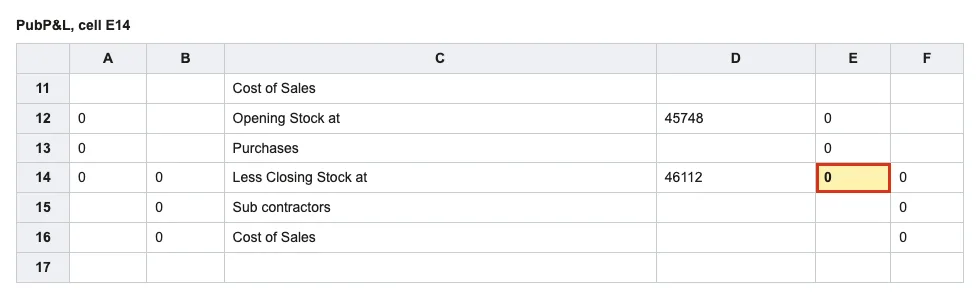 PubP&L, cell E14
A B C D E F
11 Cost of Sales
12 0 Opening Stock at 45748 0
13 0 Purchases 0
14 0 0 Less Closing Stock at 46112 0 0
15 0 Sub contractors 0
16 0 Cost of Sales 0
17